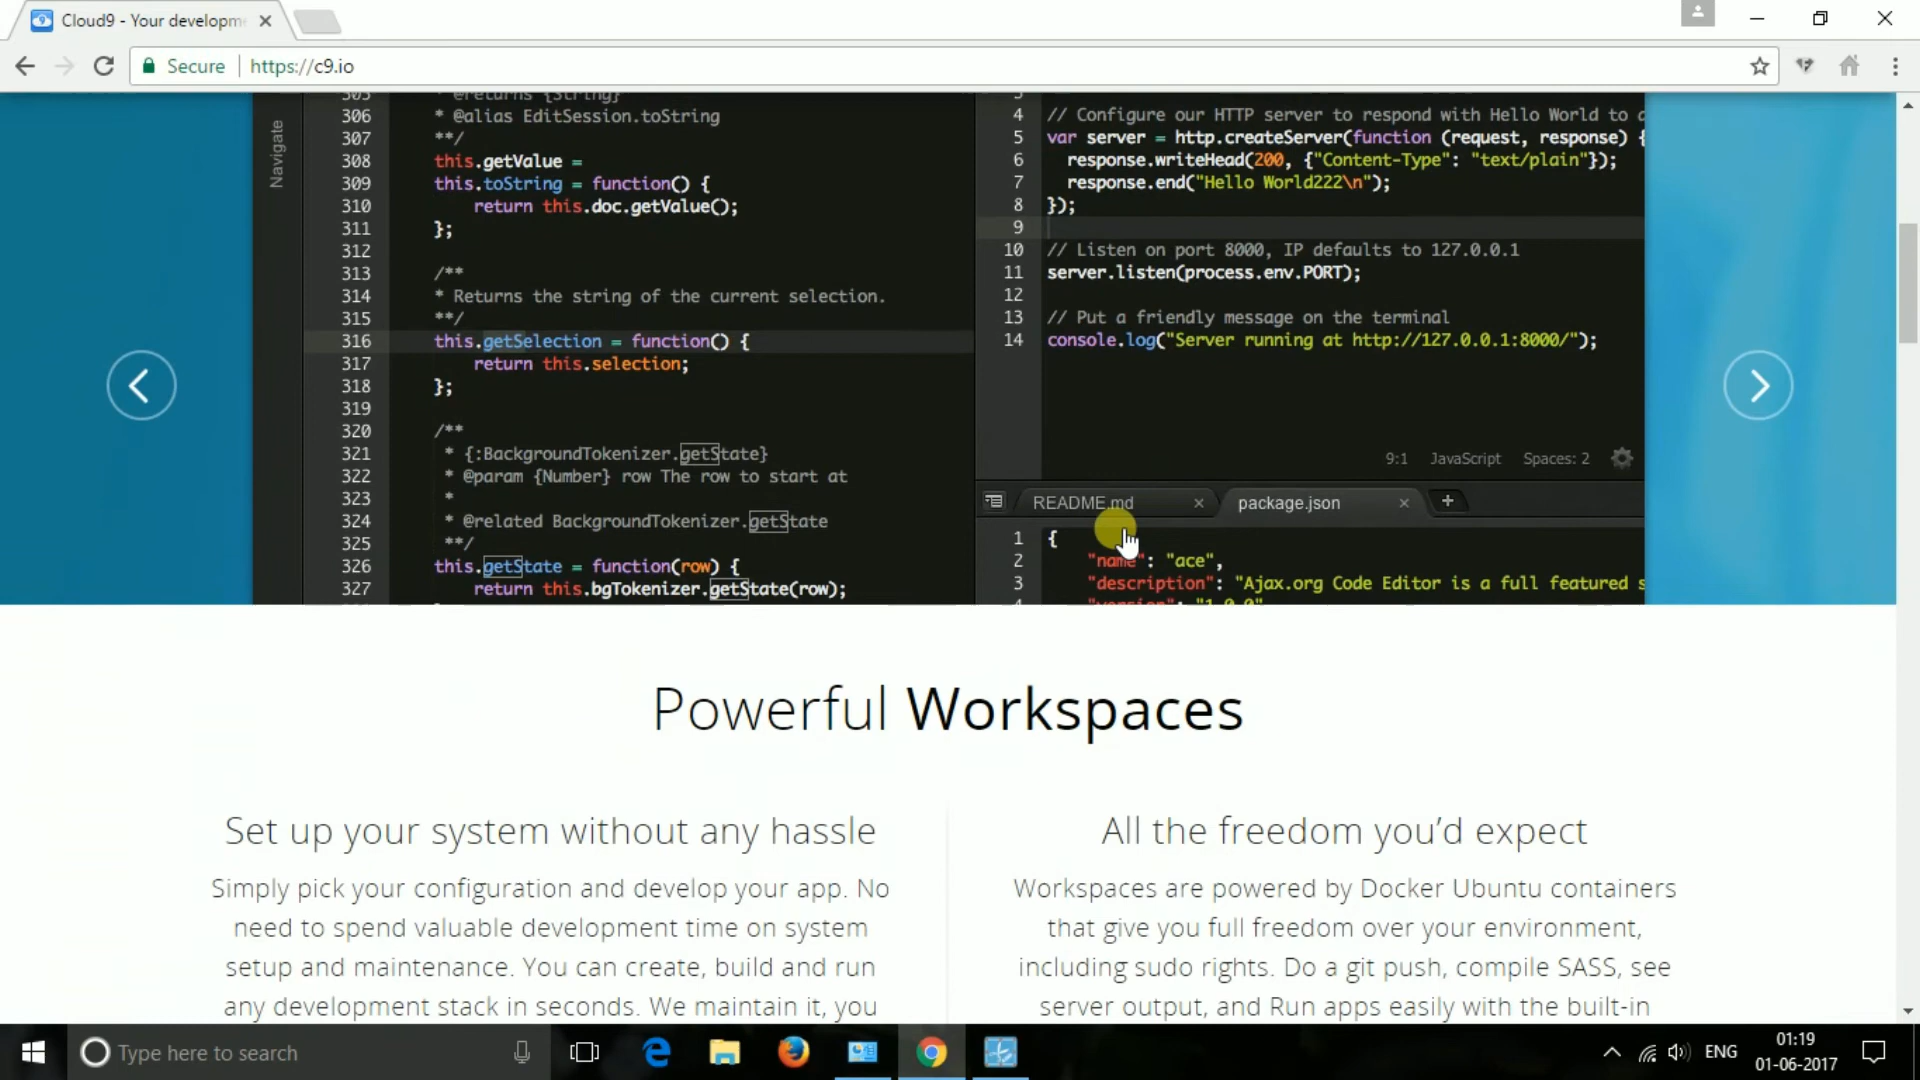 Cloud9 - Your developm
Secure
https://c9.io
Navigate
305 * @returns {String}
306 * @alias EditSession.toString
307 **/
308 this.getValue =
309 this.toString = function() {
310 return this.doc.getValue();
311 };
312
313 /**
314 * Returns the string of the current selection.
315 **/
316 this.getSelection = function() {
317 return this.selection;
318 };
319
320 /**
321 * {:BackgroundTokenizer.getState}
322 * @param {Number} row The row to start at
323 *
324 * @related BackgroundTokenizer.getState
325 **/
326 this.getState = function(row) {
327 return this.bgTokenizer.getState(row);
4 // Configure our HTTP server to respond with Hello World to
5 var server = http.createServer(function (request, response) {
6 response.writeHead(200, {"Content-Type": "text/plain"});
7 response.end("Hello World222\n");
8 });
9
10 // Listen on port 8000, IP defaults to 127.0.0.1
11 server.listen(process.env.PORT);
12
13 // Put a friendly message on the terminal
14 console.log("Server running at http://127.0.0.1:8000/");
9:1 JavaScript Spaces: 2
README.md package.json
1 {
2 "name": "ace",
3 "description": "Ajax.org Code Editor is a full featured s
4 "version": "1.0.0"
Powerful Workspaces
Set up your system without any hassle
Simply pick your configuration and develop your app. No
need to spend valuable development time on system
setup and maintenance. You can create, build and run
any development stack in seconds. We maintain it, you
All the freedom you’d expect
Workspaces are powered by Docker Ubuntu containers
that give you full freedom over your environment,
including sudo rights. Do a git push, compile SASS, see
server output, and Run apps easily with the built-in
Type here to search
ENG
01:19
01-06-2017